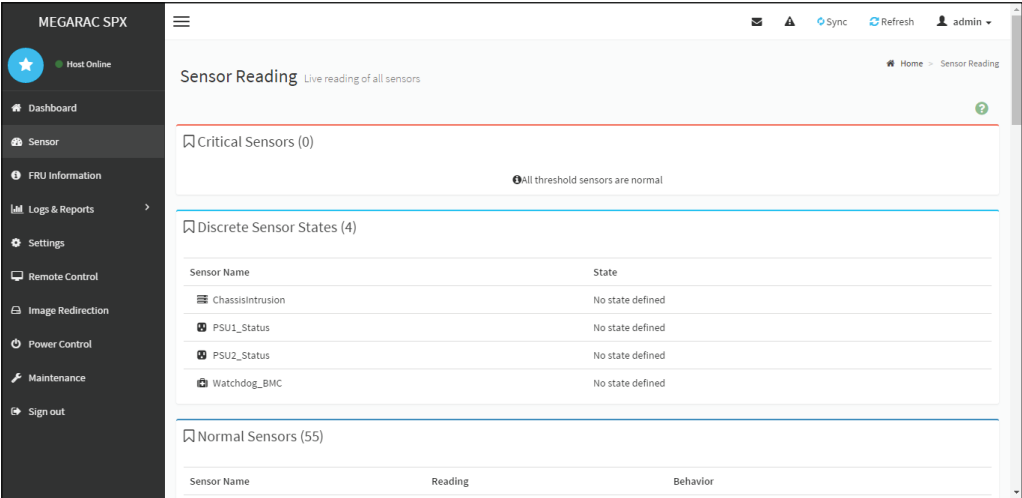 MEGARAC SPX
Sync Refresh admin
Host Online
Home > Sensor Reading
Sensor Reading Live reading of all sensors
Dashboard
Sensor
FRU Information
Logs & Reports >
Settings
Remote Control
Image Redirection
Power Control
Maintenance
Sign out
?
Critical Sensors (0)
All threshold sensors are normal
Discrete Sensor States (4)
Sensor Name State
ChassisIntrusion No state defined
PSU1_Status No state defined
PSU2_Status No state defined
Watchdog_BMC No state defined
Normal Sensors (55)
Sensor Name Reading Behavior